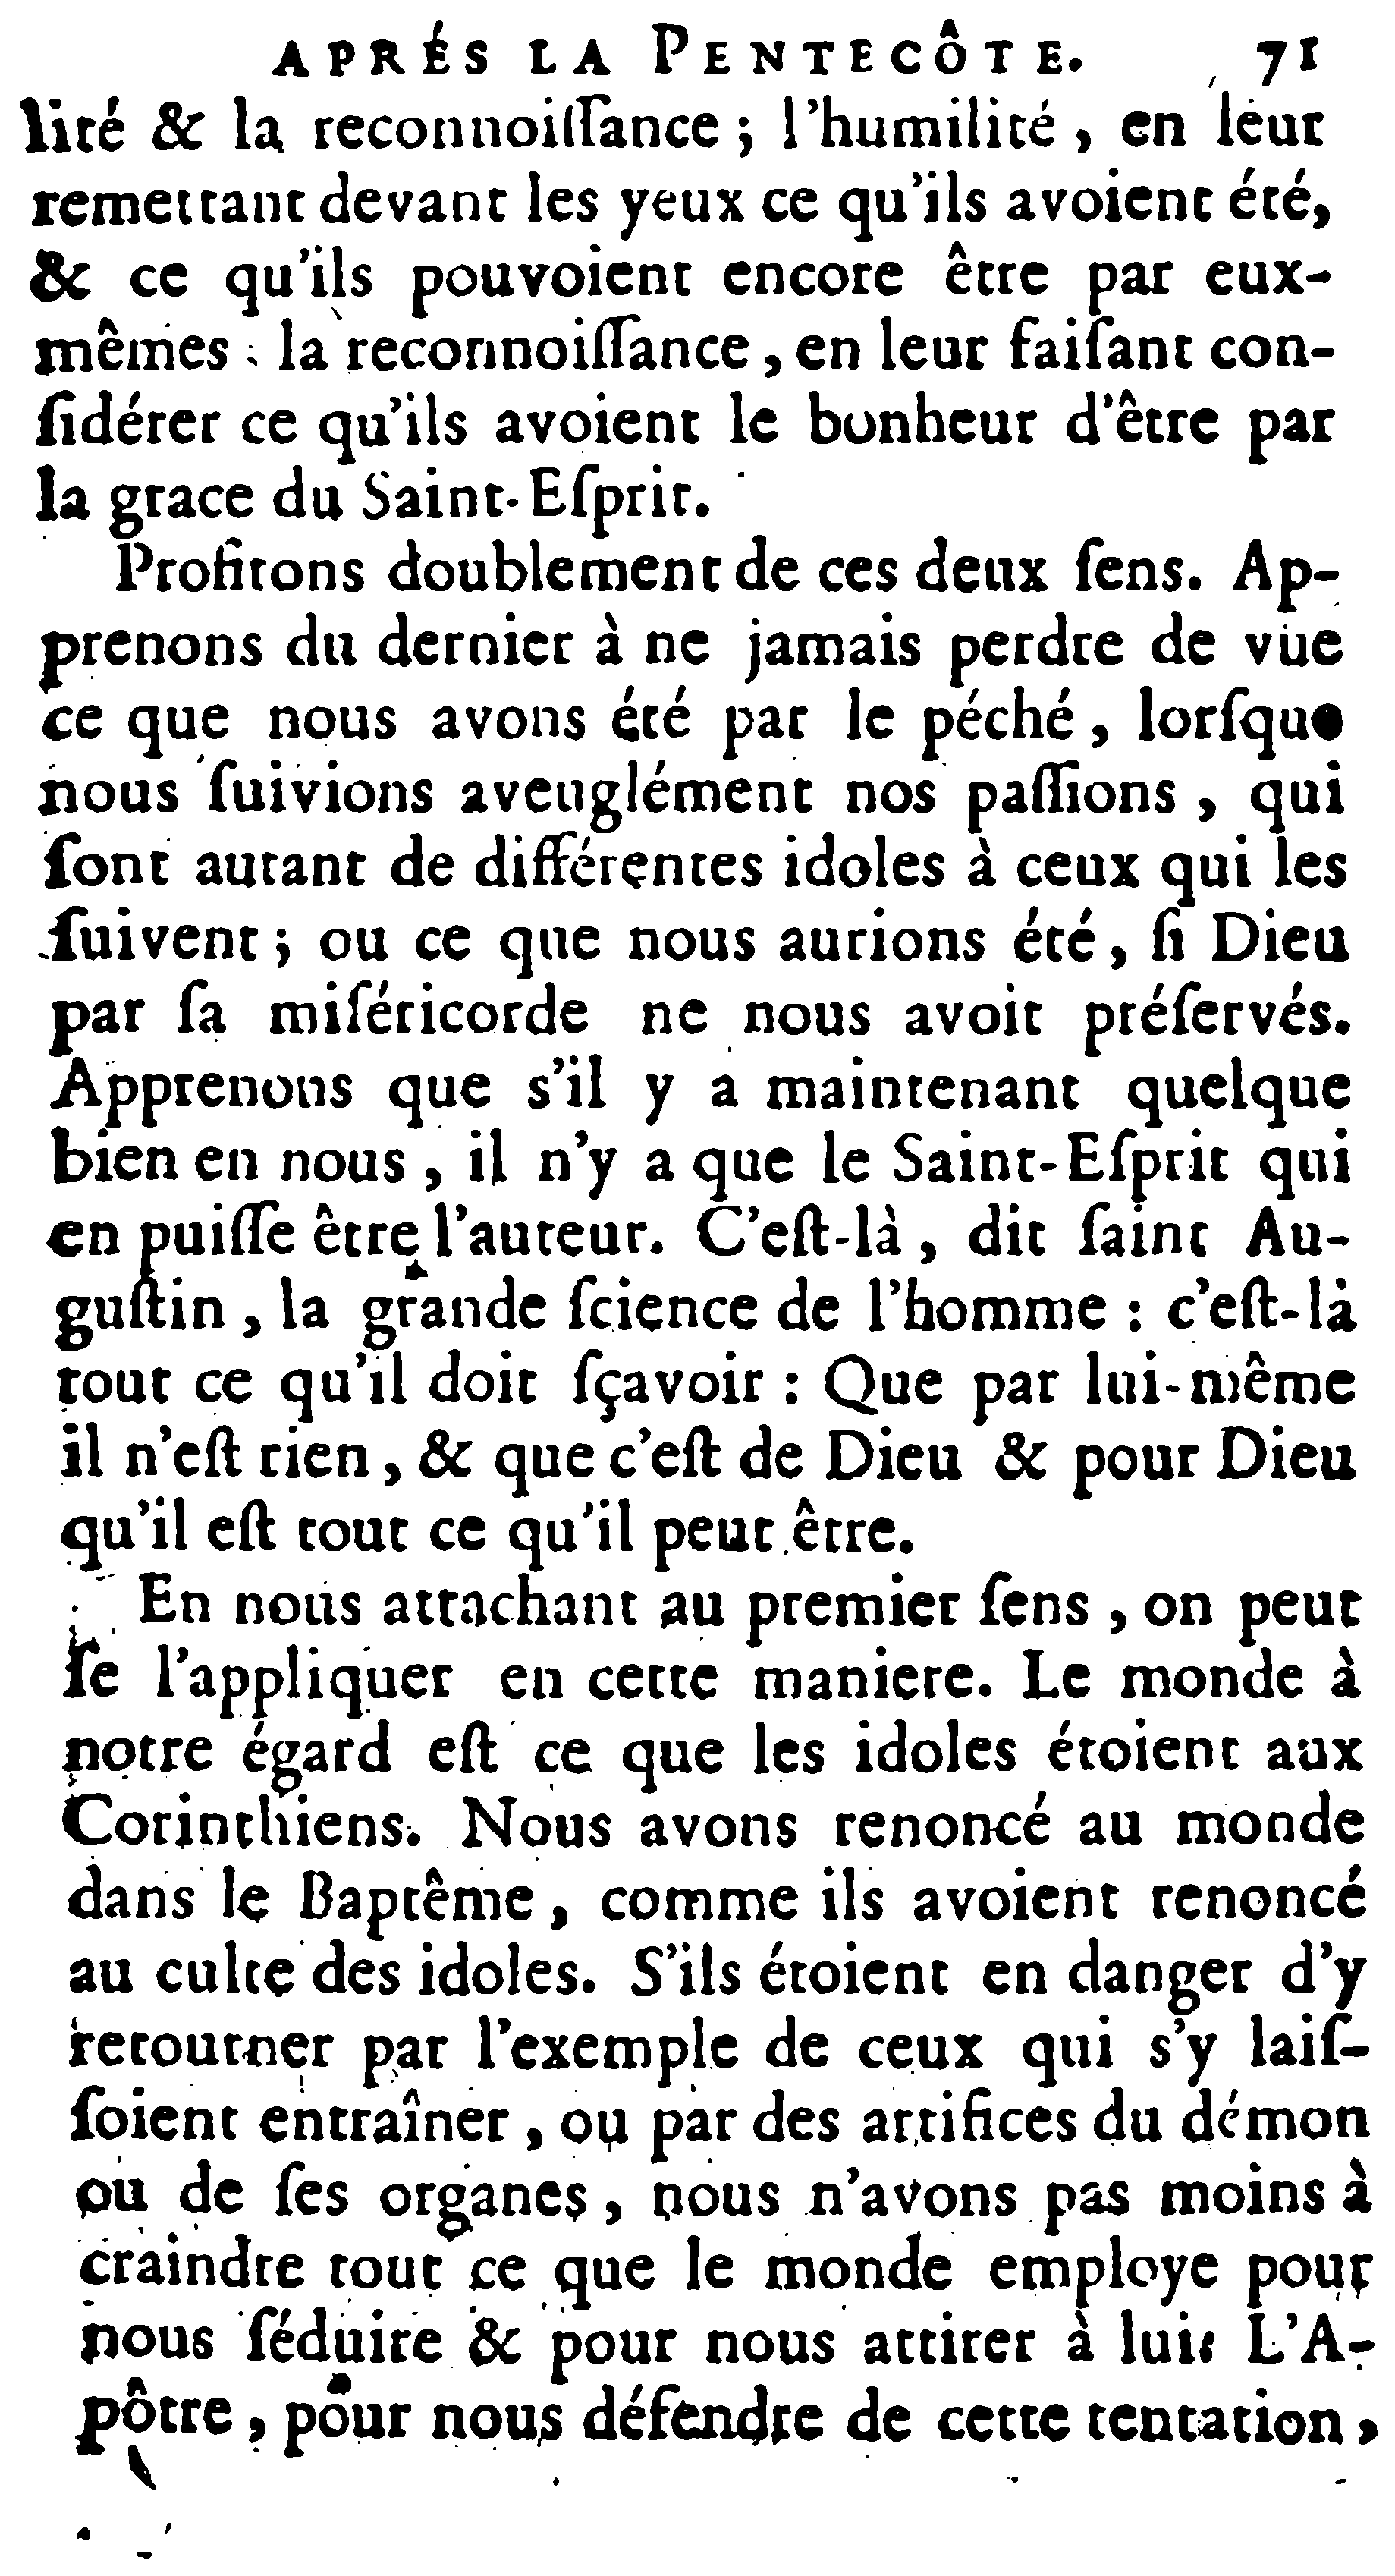 APRÉS LA PENTECÔTE. 71
lité & la reconnoiſſance ; l'humilité , en leur
remettant devant les yeux ce qu'ils avoient été,
& ce qu'ils pouvoient encore être par eux-
mêmes : la reconnoiſſance , en leur faiſant con-
ſidérer ce qu'ils avoient le bonheur d'être par
la grace du Saint-Eſprit.
Profitons doublement de ces deux ſens. Ap-
prenons du dernier à ne jamais perdre de vûe
ce que nous avons été par le péché , lorſque
nous ſuivions aveuglément nos paſſions , qui
ſont autant de différentes idoles à ceux qui les
ſuivent ; ou ce que nous aurions été , ſi Dieu
par ſa miſéricorde ne nous avoit préſervés.
Apprenons que s'il y a maintenant quelque
bien en nous , il n'y a que le Saint-Eſprit qui
en puiſſe être l'auteur. C'eſt-là , dit ſaint Au-
guſtin , la grande ſcience de l'homme : c'eſt-là
tout ce qu'il doit ſçavoir : Que par lui-même
il n'eſt rien , & que c'eſt de Dieu & pour Dieu
qu'il eſt tout ce qu'il peut être.
En nous attachant au premier ſens , on peut
ſe l'appliquer en cette maniere. Le monde à
notre égard eſt ce que les idoles étoient aux
Corinthiens. Nous avons renoncé au monde
dans le Baptême , comme ils avoient renoncé
au culte des idoles. S'ils étoient en danger d'y
retourner par l'exemple de ceux qui s'y laiſ-
ſoient entraîner , ou par des artifices du démon
ou de ſes organes , nous n'avons pas moins à
craindre tout ce que le monde employe pour
nous ſéduire & pour nous attirer à lui. L'A-
pôtre , pour nous défendre de cette tentation ,